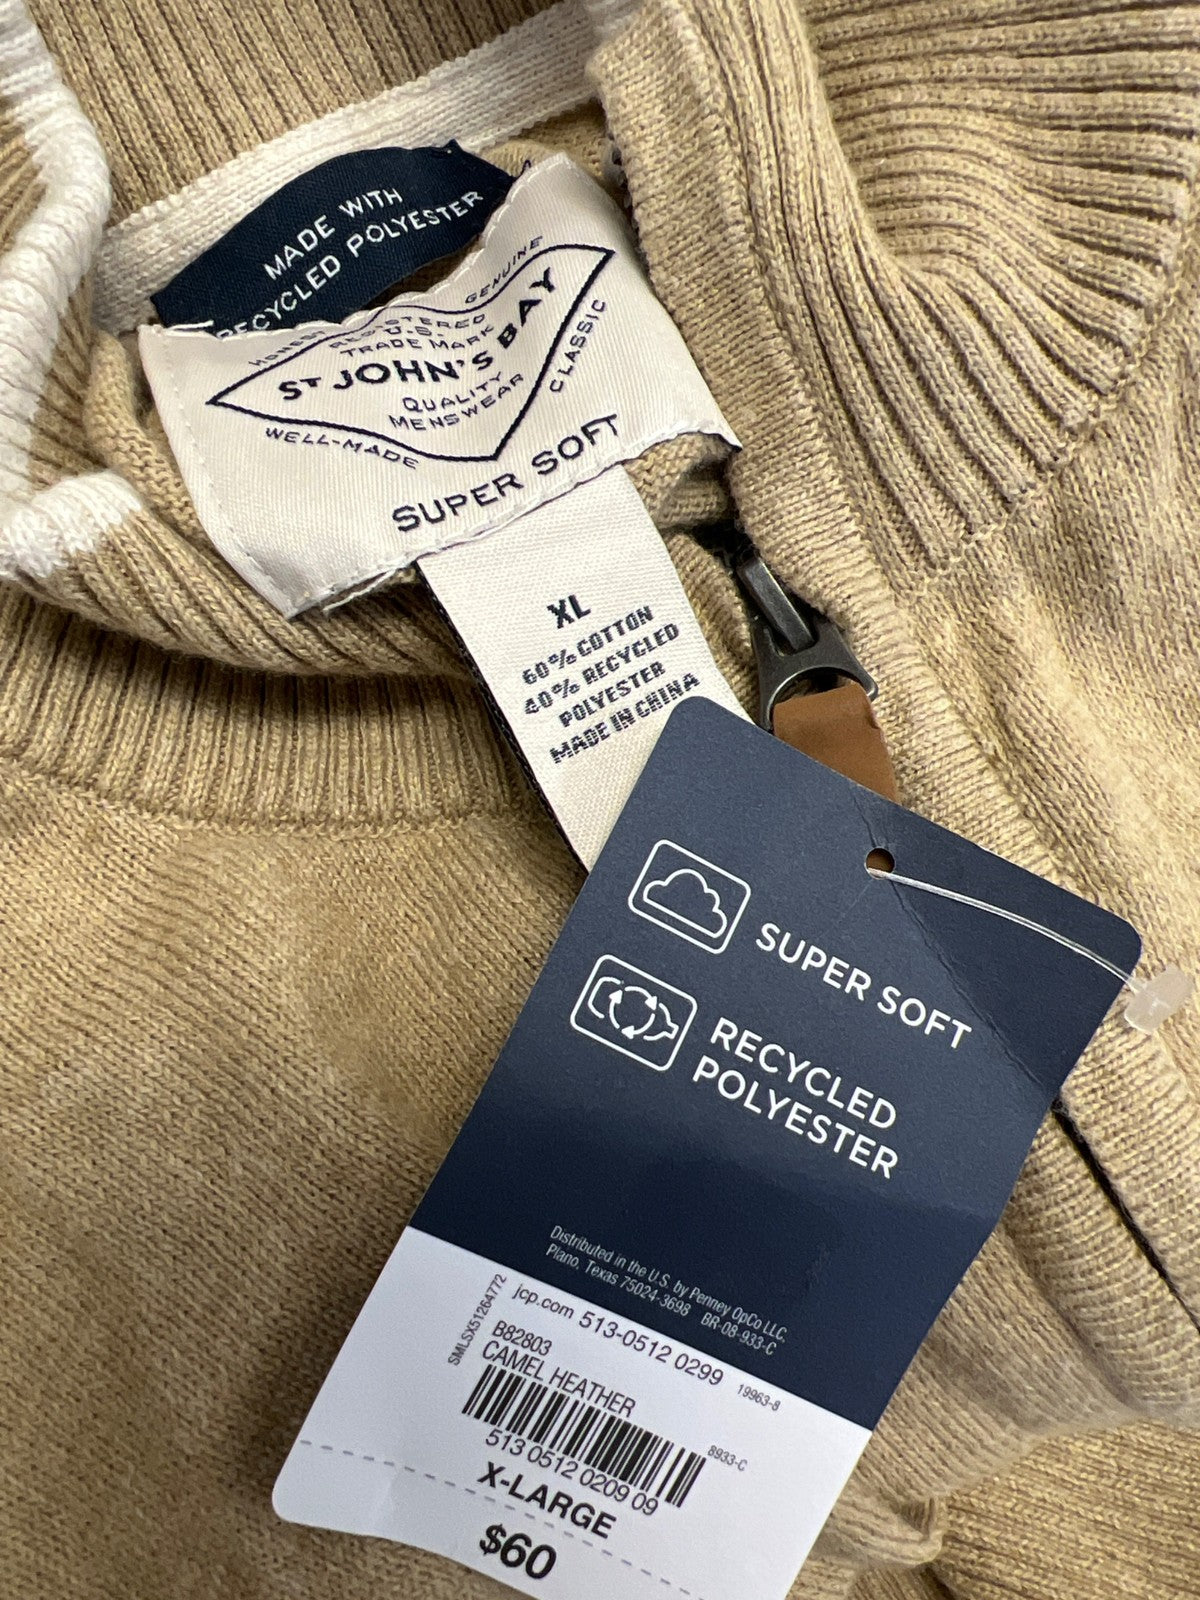 MADE WITH
RECYCLED POLYESTER
GENUINE
REGISTERED
U.S.
TRADE MARK
ST JOHN'S BAY
QUALITY
MENSWEAR
CLASSIC
WELL-MADE
SUPER SOFT
XL
60% COTTON
40% RECYCLED
POLYESTER
MADE IN CHINA
SUPER SOFT
RECYCLED
POLYESTER
Distributed in the U.S. by Penney OpCo LLC.
Plano, Texas 75024-3698 BR-08-933-C
jcp.com 513-0512 0299 19963-8
SMLSX51264772
B82803
CAMEL HEATHER
8933-C
513 0512 0209 09
X-LARGE
$60